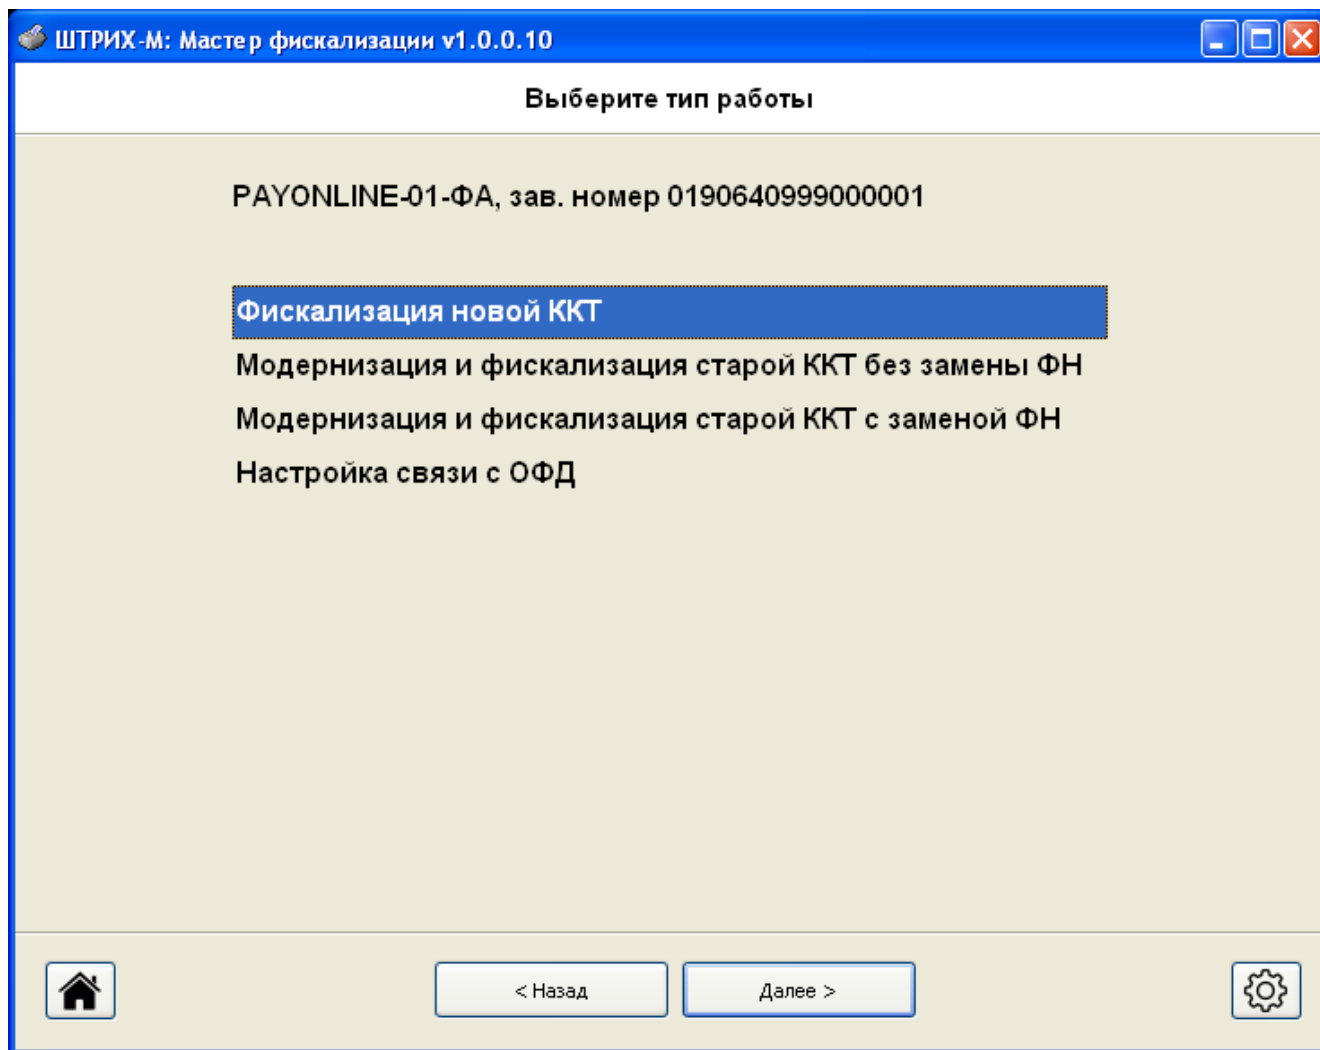 ШТРИХ-М: Мастер фискализации v1.0.0.10
Выберите тип работы
PAYONLINE-01-ФА, зав. номер 0190640999000001
Фискализация новой ККТ
Модернизация и фискализация старой ККТ без замены ФН
Модернизация и фискализация старой ККТ с заменой ФН
Настройка связи с ОФД
< Назад
Далее >